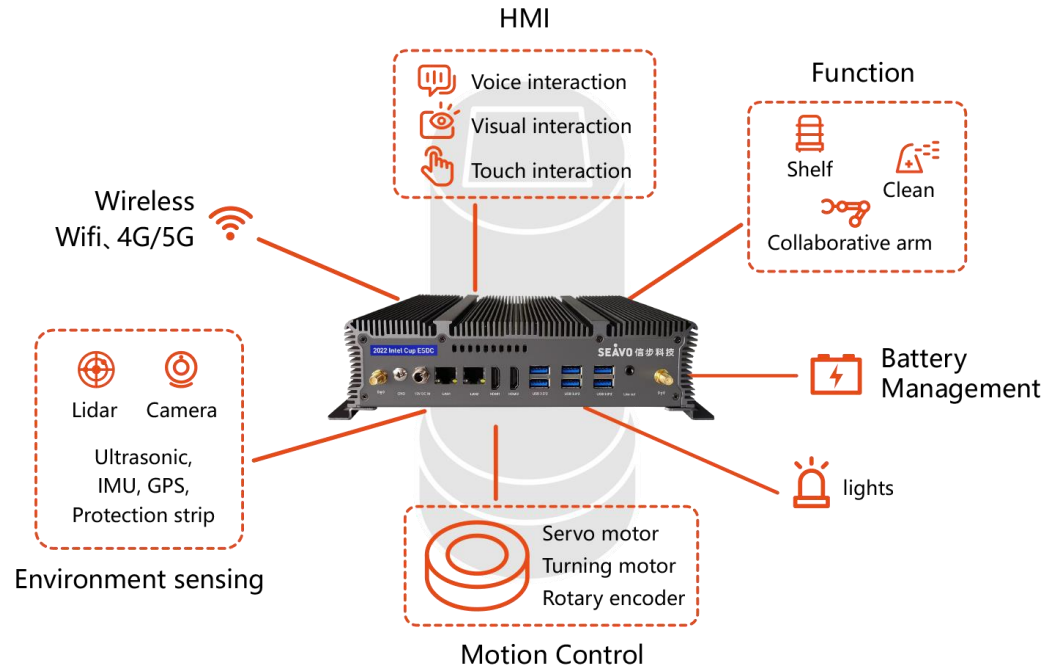 HMI
Voice interaction
Visual interaction
Touch interaction
Function
Shelf
Clean
Collaborative arm
Wireless
Wifi、4G/5G
2022 Intel Cup ESDC
SEAVO 信步科技
Lidar
Camera
Ultrasonic,
IMU, GPS,
Protection strip
Environment sensing
Battery
Management
lights
Servo motor
Turning motor
Rotary encoder
Motion Control